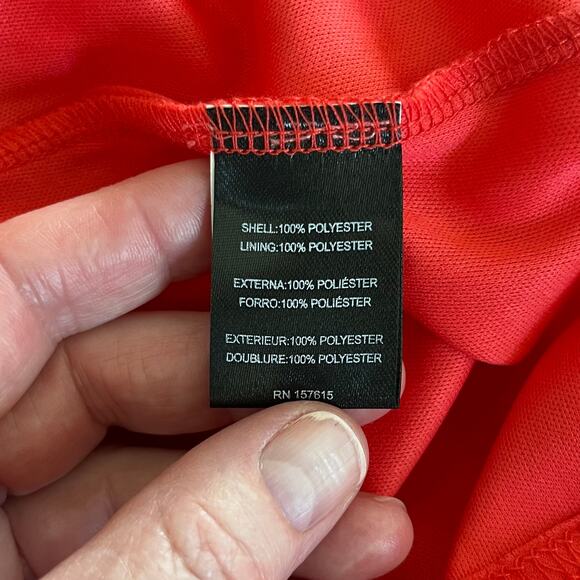 SHELL:100% POLYESTER
LINING:100% POLYESTER
EXTERNA:100% POLIÉSTER
FORRO:100% POLIÉSTER
EXTERIEUR:100% POLYESTER
DOUBLURE:100% POLYESTER
RN 157615